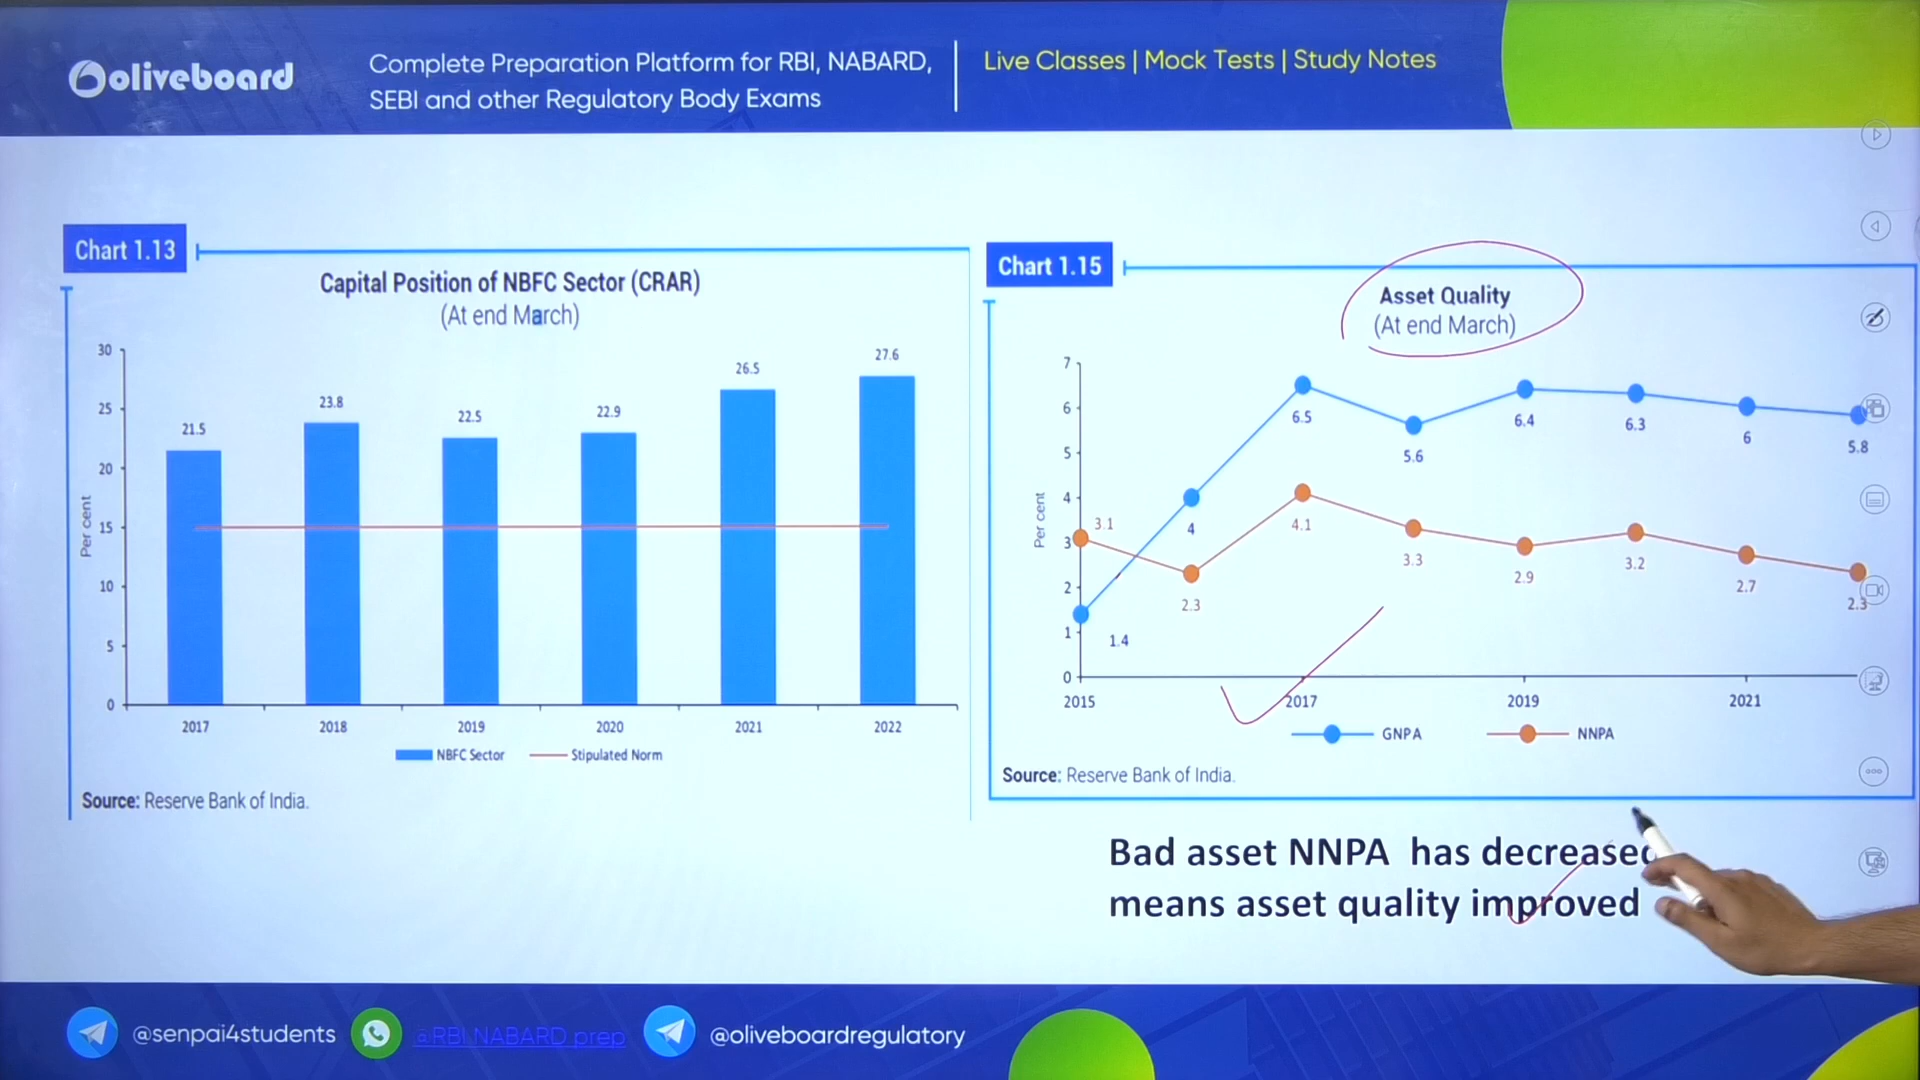 oliveboard
Complete Preparation Platform for RBI, NABARD,
SEBI and other Regulatory Body Exams
Live Classes | Mock Tests | Study Notes
Chart 1.13
Capital Position of NBFC Sector (CRAR)
(At end March)
30
25
20
15
10
5
0
Per cent
21.5
23.8
22.5
22.9
26.5
27.6
2017
2018
2019
2020
2021
2022
NBFC Sector
Stipulated Norm
Source: Reserve Bank of India.
Chart 1.15
Asset Quality
(At end March)
7
6
5
4
3
2
1
0
Per cent
1.4
4
6.5
5.6
6.4
6.3
6
5.8
3.1
2.3
4.1
3.3
2.9
3.2
2.7
2.3
2015
2017
2019
2021
GNPA
NNPA
Source: Reserve Bank of India.
Bad asset NNPA has decreased
means asset quality improved
@senpai4students
@RBI NABARD prep
@oliveboardregulatory